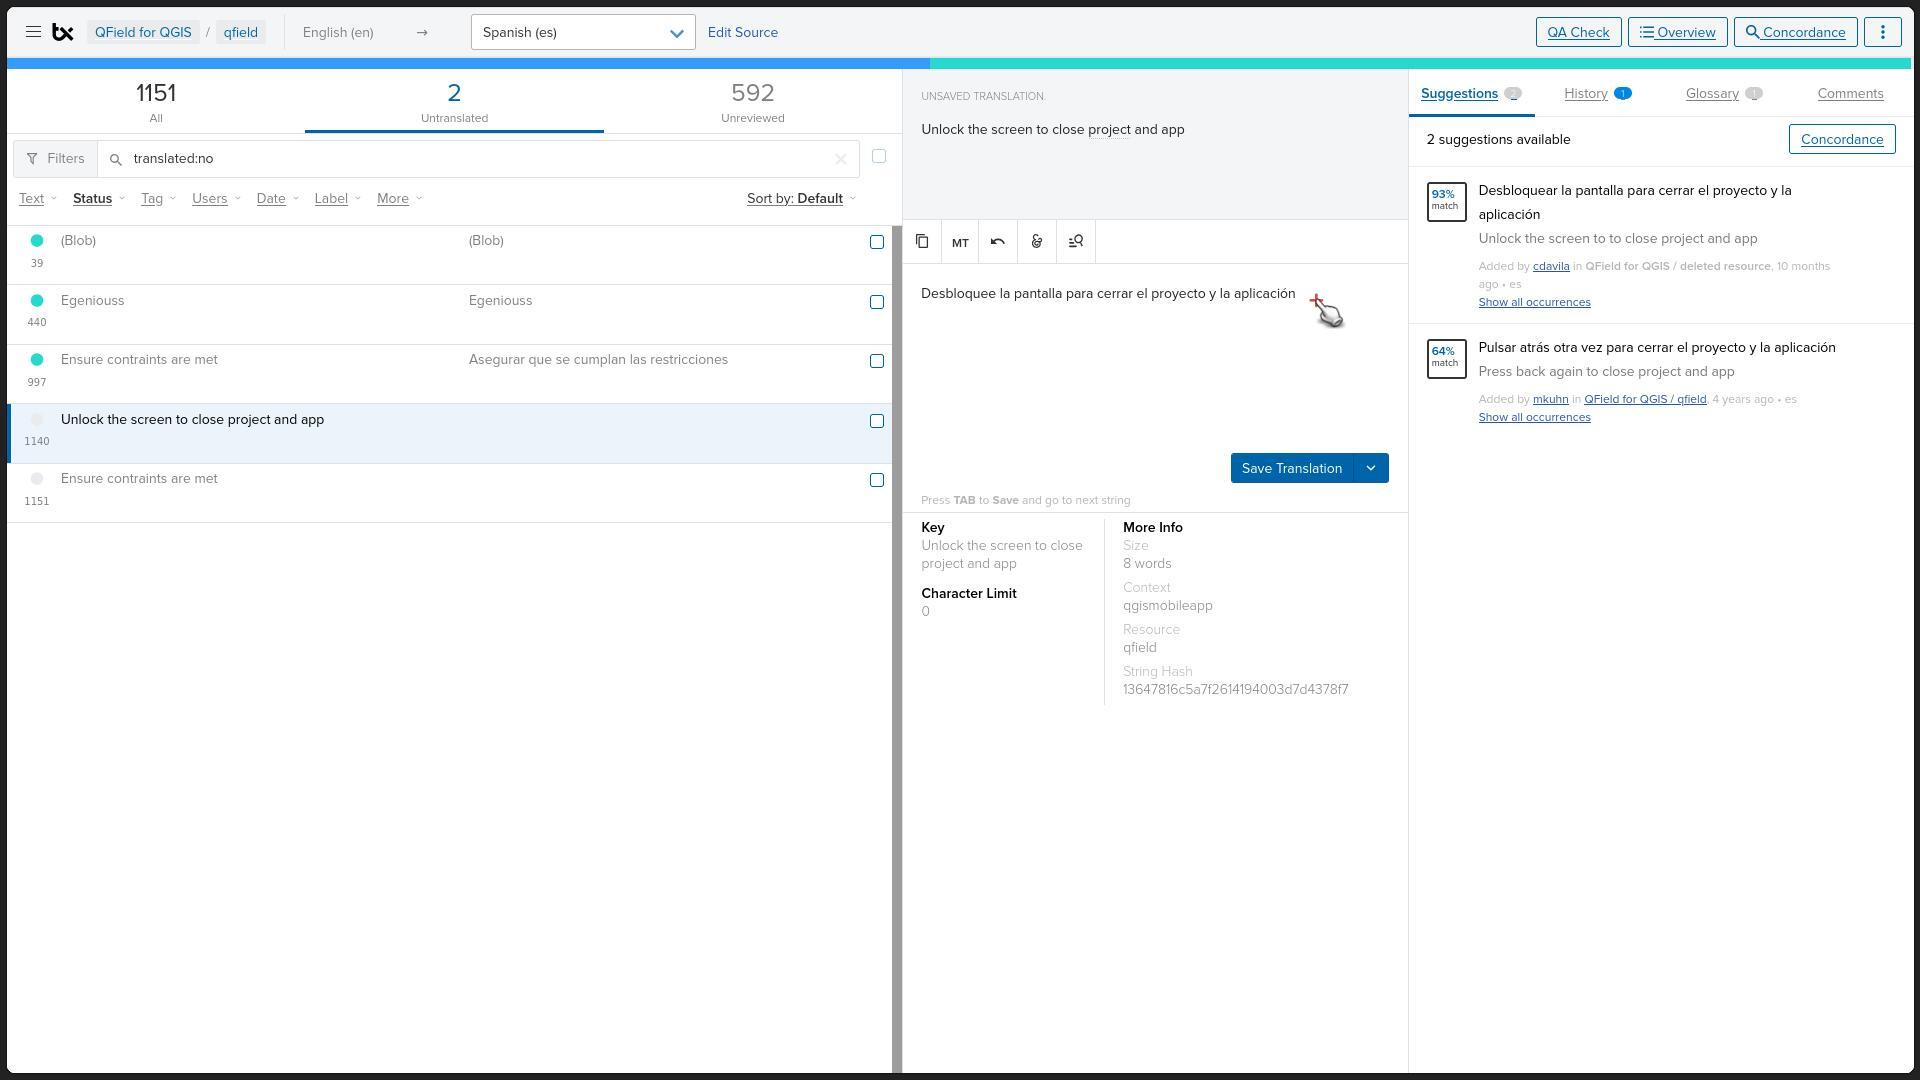 tx QField for QGIS / qfield English (en) → Spanish (es) Edit Source QA Check Overview Concordance
1151 2 592
All Untranslated Unreviewed
Filters translated:no
Text Status Tag Users Date Label More Sort by: Default
(Blob) (Blob)
39
Egeniouss Egeniouss
440
Ensure contraints are met Asegurar que se cumplan las restricciones
997
Unlock the screen to close project and app
1140
Ensure contraints are met
1151
UNSAVED TRANSLATION.
Unlock the screen to close project and app
MT
Desbloquee la pantalla para cerrar el proyecto y la aplicación
Save Translation
Press TAB to Save and go to next string
Key
Unlock the screen to close
project and app
Character Limit
0
More Info
Size
8 words
Context
qgismobileapp
Resource
qfield
String Hash
13647816c5a7f2614194003d7d4378f7
Suggestions 2 History 1 Glossary 1 Comments
2 suggestions available Concordance
93%
match
Desbloquear la pantalla para cerrar el proyecto y la
aplicación
Unlock the screen to to close project and app
Added by cdavila in QField for QGIS / deleted resource, 10 months
ago • es
Show all occurrences
64%
match
Pulsar atrás otra vez para cerrar el proyecto y la aplicación
Press back again to close project and app
Added by mkuhn in QField for QGIS / qfield, 4 years ago • es
Show all occurrences